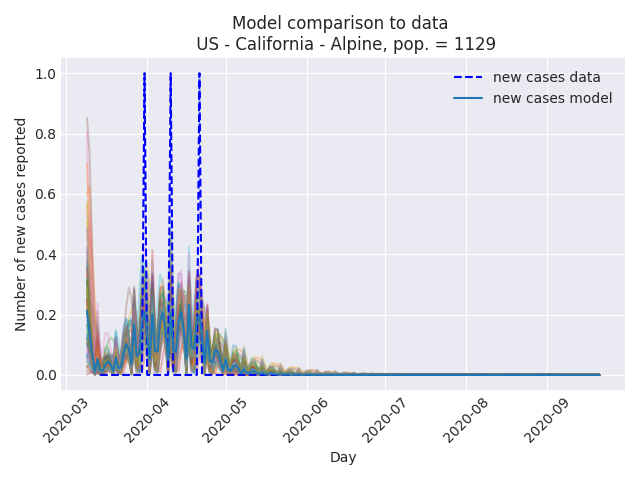 Model comparison to data
US - California - Alpine, pop. = 1129
new cases data
new cases model
Number of new cases reported
1.0
0.8
0.6
0.4
0.2
0.0
2020-03
2020-04
2020-05
2020-06
2020-07
2020-08
2020-09
Day